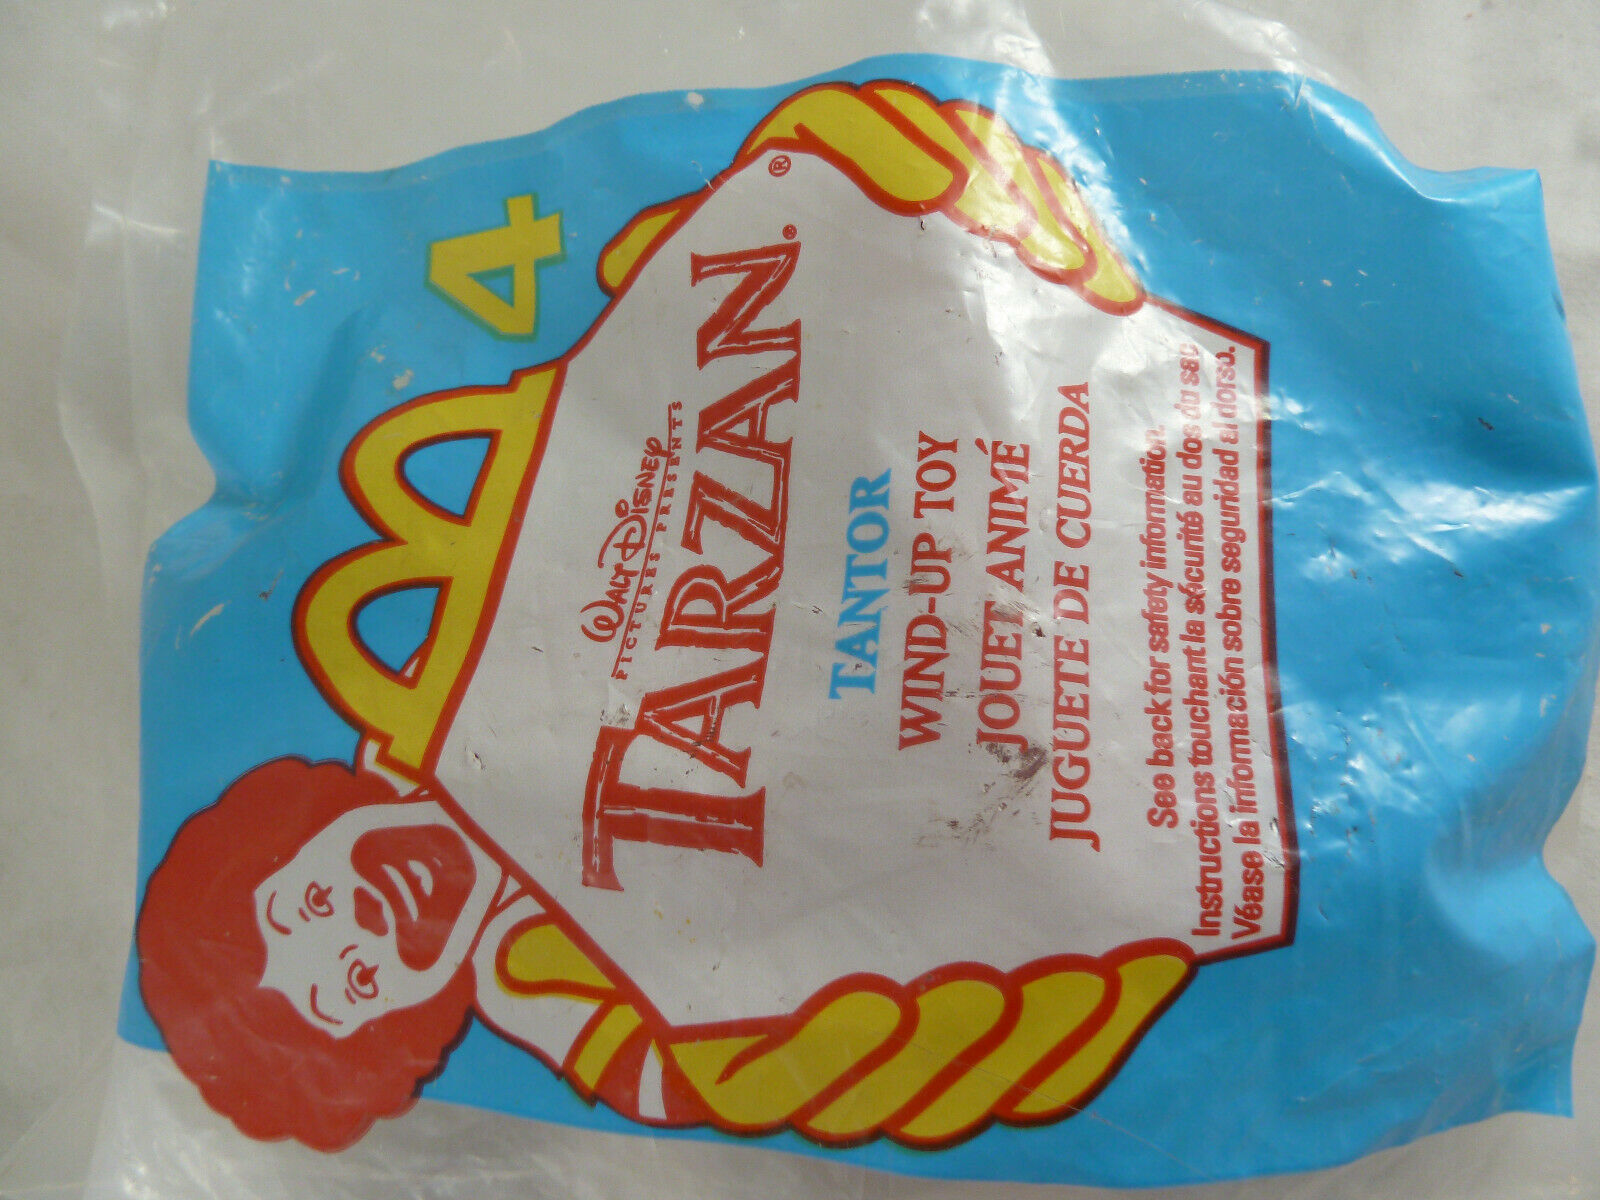 4
WALT DISNEY
PICTURES PRESENTS
TARZAN. ®
TANTOR
WIND-UP TOY
JOUET ANIMÉ
JUGUETE DE CUERDA
See back for safety information.
Instructions touchant la sécurité au dos du sac
Véase la información sobre seguridad al dorso.